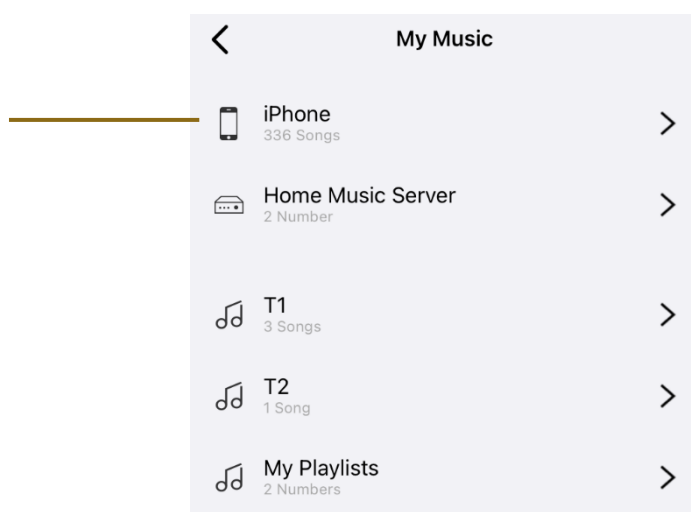 My Music
iPhone
336 Songs
Home Music Server
2 Number
T1
3 Songs
T2
1 Song
My Playlists
2 Numbers